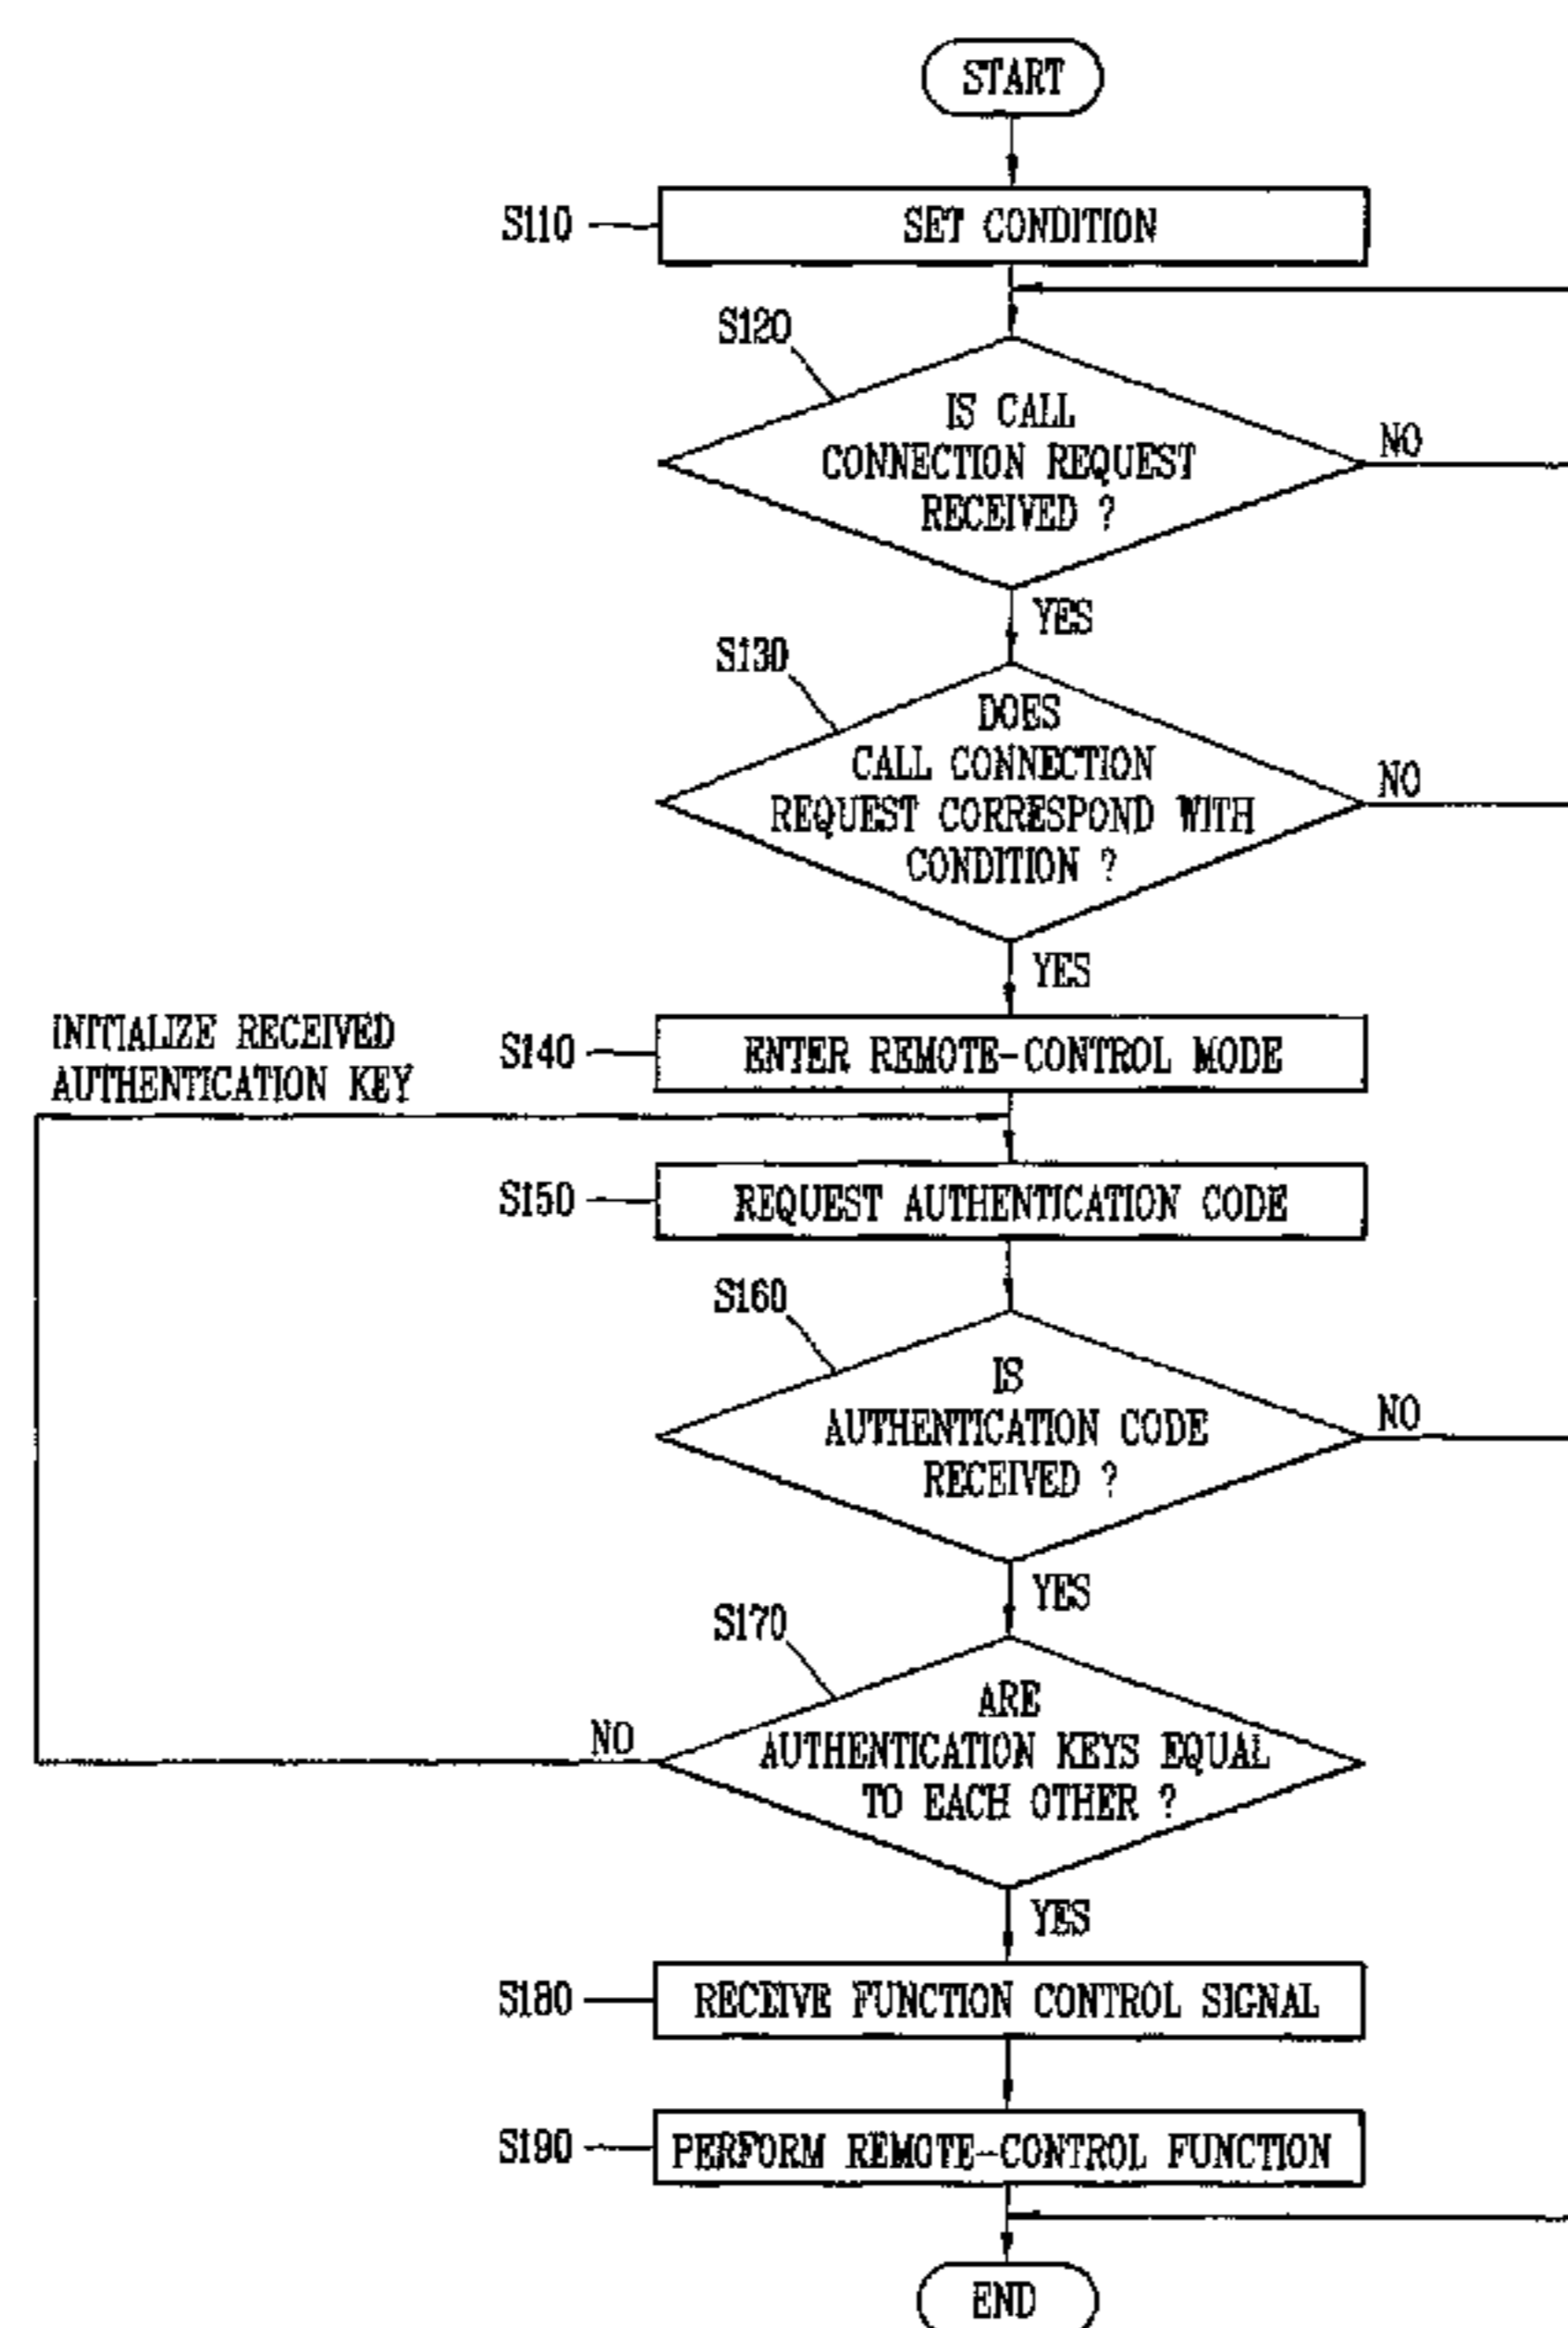 START
S110
SET CONDITION
S120
IS CALL
CONNECTION REQUEST
RECEIVED ?
NO
YES
S130
DOES
CALL CONNECTION
REQUEST CORRESPOND WITH
CONDITION ?
NO
YES
INITIALIZE RECEIVED
AUTHENTICATION KEY
S140
ENTER REMOTE-CONTROL MODE
S150
REQUEST AUTHENTICATION CODE
S160
IS
AUTHENTICATION CODE
RECEIVED ?
NO
YES
S170
ARE
AUTHENTICATION KEYS EQUAL
TO EACH OTHER ?
NO
YES
S180
RECEIVE FUNCTION CONTROL SIGNAL
S190
PERFORM REMOTE-CONTROL FUNCTION
END